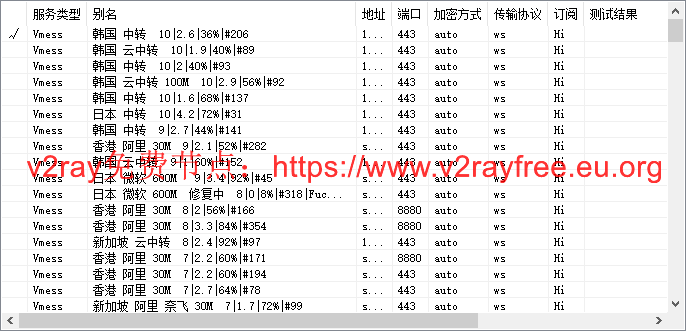 服务类型 别名 地址 端口 加密方式 传输协议 订阅 测试结果
✓ Vmess 韩国 中转 10|2.6|36%|#206 1... 443 auto ws Hi
Vmess 韩国 云中转 10|1.9|40%|#89 1... 443 auto ws Hi
Vmess 韩国 中转 10|2|40%|#93 1... 443 auto ws Hi
Vmess 韩国 云中转 100M 10|2.9|56%|#92 1... 443 auto ws Hi
Vmess 韩国 中转 10|1.6|68%|#137 1... 443 auto ws Hi
Vmess 日本 中转 10|4.2|72%|#31 1... 443 auto ws Hi
Vmess 韩国 中转 9|2.7|44%|#141 1... 443 auto ws Hi
Vmess 香港 阿里 30M 9|2.1|52%|#282 s... 443 auto ws Hi
Vmess 韩国 云中转 9|1|60%|#152 443 auto ws Hi
v2ray免费节点：https://www.v2rayfree.eu.org
Vmess 日本 微软 600M 9|3.4|92%|#45 s... 443 auto ws Hi
Vmess 日本 微软 600M 修复中 8|0|8%|#318|Fuc... s... 443 auto ws Hi
Vmess 香港 阿里 30M 8|2|56%|#166 s... 8880 auto ws Hi
Vmess 香港 阿里 30M 8|3.3|84%|#354 s... 443 auto ws Hi
Vmess 新加坡 云中转 8|2.4|92%|#97 1... 443 auto ws Hi
Vmess 香港 阿里 30M 7|2.2|60%|#171 s... 8880 auto ws Hi
Vmess 香港 阿里 30M 7|2.2|60%|#194 s... 443 auto ws Hi
Vmess 香港 阿里 30M 7|2.7|64%|#78 s... 443 auto ws Hi
Vmess 新加坡 阿里 奈飞 30M 7|1.7|72%|#99 s... 443 auto ws Hi